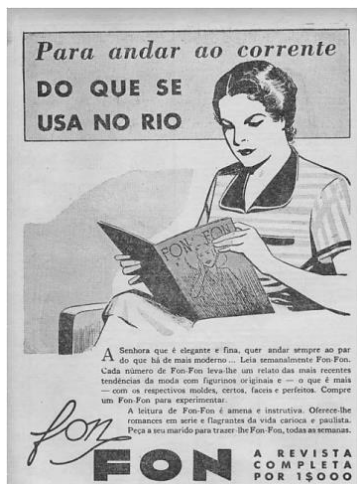 Para andar ao corrente
DO QUE SE
USA NO RIO
FON-FON
A Senhora que é elegante e fina, quer andar sempre ao par
do que há de mais moderno ... Leia semanalmente Fon-Fon.
Cada número de Fon-Fon leva-lhe um relato das mais recentes
tendências da moda com figurinos originais e — o que é mais
— com os respectivos moldes, certos, faceis e perfeitos. Compre
um Fon-Fon para experimentar.
A leitura de Fon-Fon é amena e instrutiva. Oferece-lhe
romances em serie e flagrantes da vida carioca e paulista.
Peça a seu marido para trazer-lhe Fon-Fon, todas as semanas.
fon
FON
A REVISTA
COMPLETA
POR 1$000